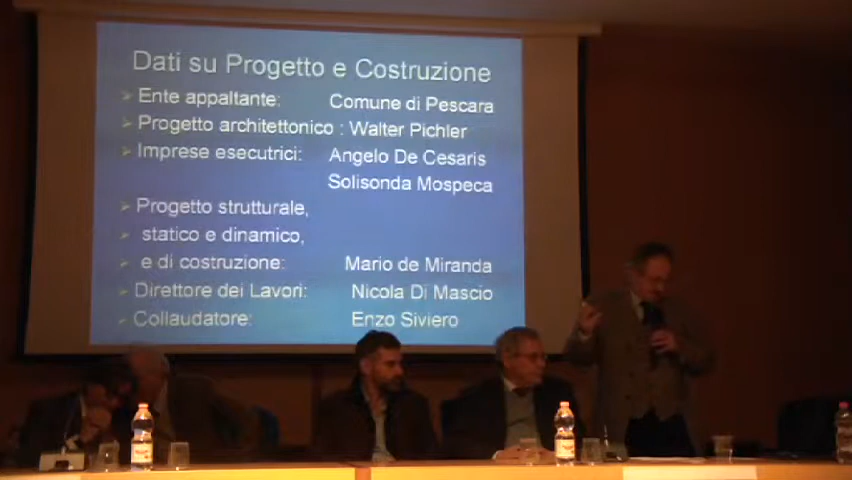 Dati su Progetto e Costruzione
Ente appaltante: Comune di Pescara
Progetto architettonico : Walter Pichler
Imprese esecutrici: Angelo De Cesaris
Solisonda Mospeca
Progetto strutturale,
statico e dinamico,
e di costruzione: Mario de Miranda
Direttore dei Lavori: Nicola Di Mascio
Collaudatore: Enzo Siviero